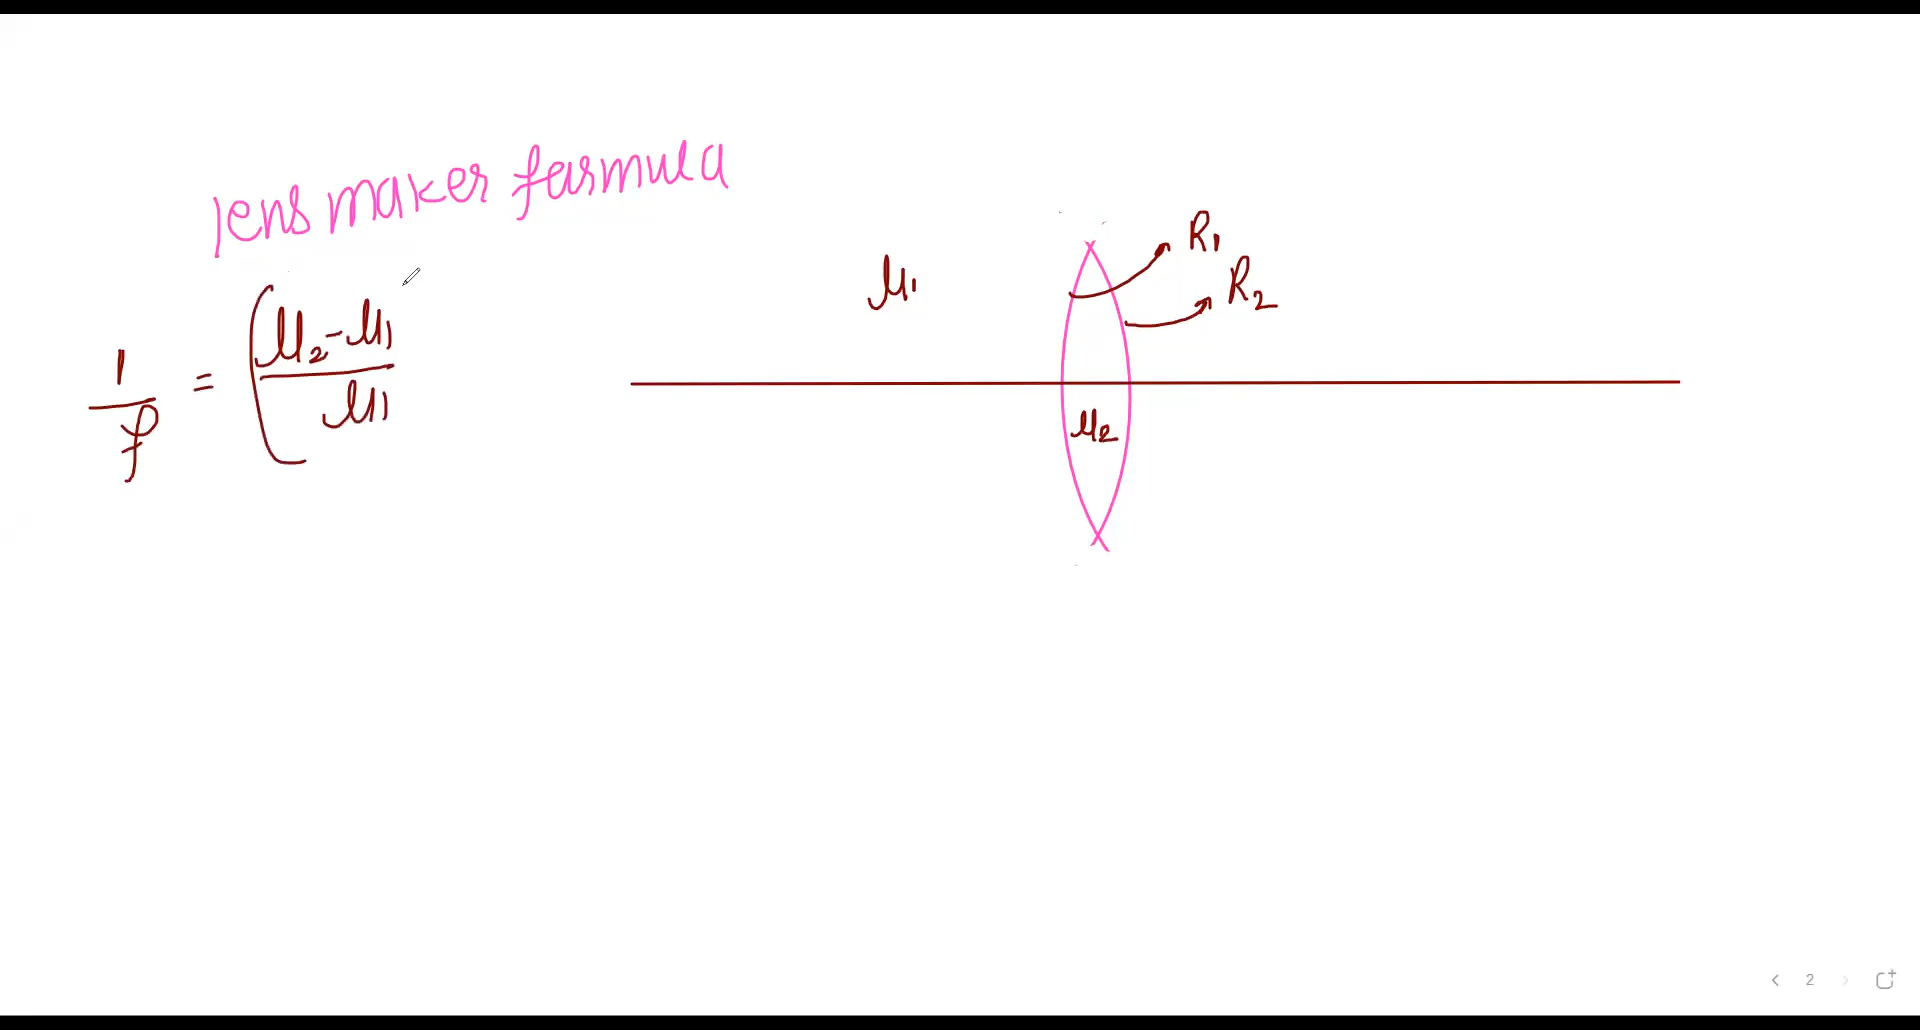 lens maker farmula
1/f = ( μ2-μ1/μ1
μ1
R1
R2
μ2
2